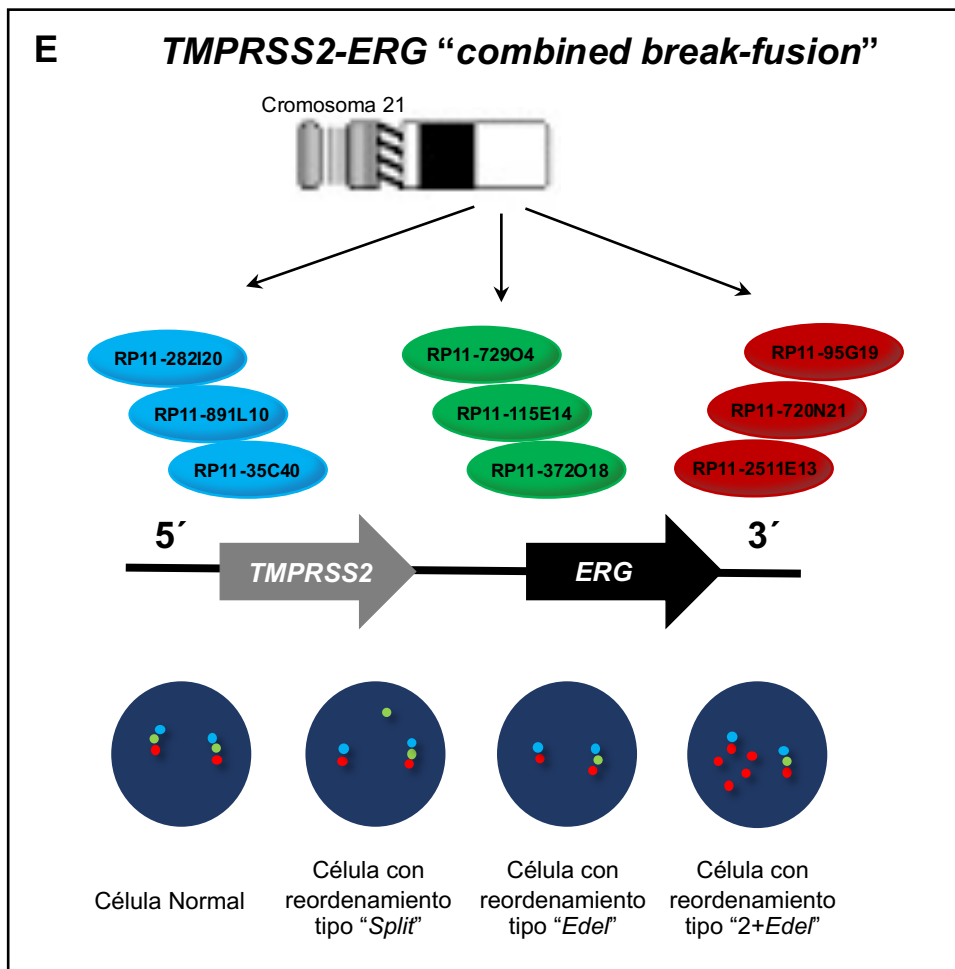 E
TMPRSS2-ERG “combined break-fusion”
Cromosoma 21
RP11-282I20
RP11-891L10
RP11-35C40
RP11-729O4
RP11-115E14
RP11-372O18
RP11-95G19
RP11-720N21
RP11-2511E13
5´
3´
TMPRSS2
ERG
Célula Normal
Célula con
reordenamiento
tipo “Split”
Célula con
reordenamiento
tipo “Edel”
Célula con
reordenamiento
tipo “2+Edel”